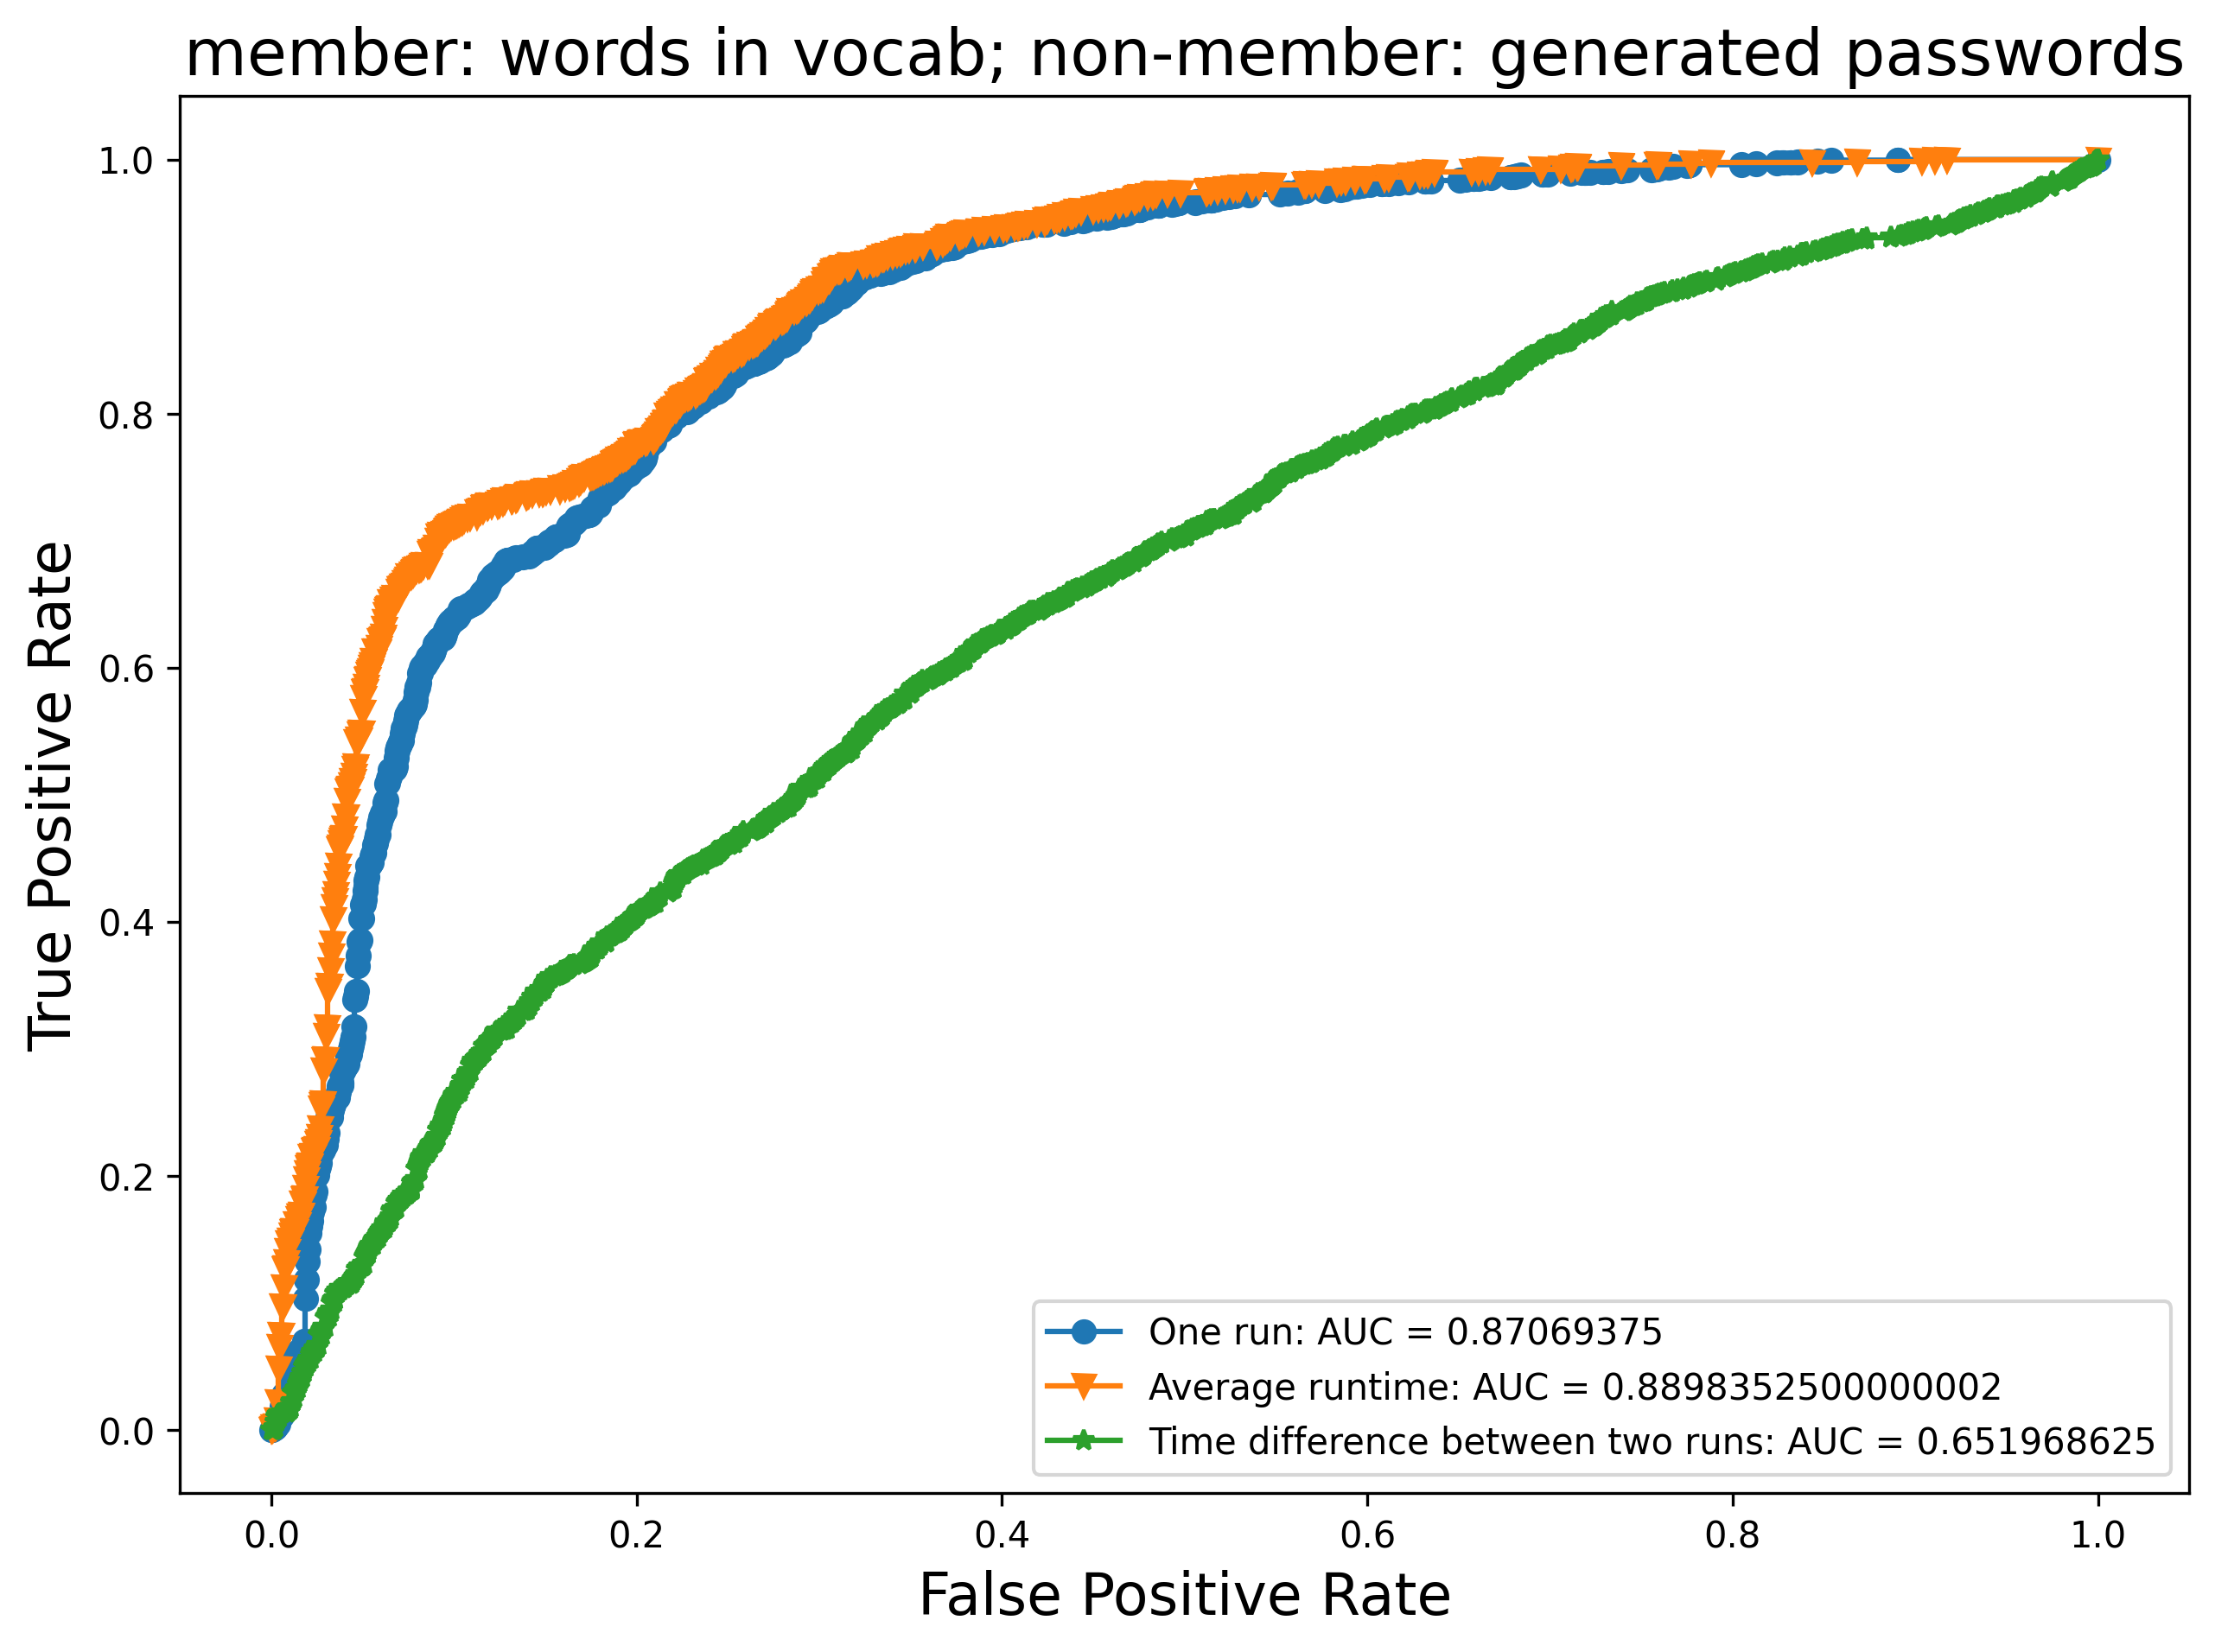 member: words in vocab; non-member: generated passwords
True Positive Rate
1.0
0.8
0.6
0.4
0.2
0.0
One run: AUC = 0.87069375
Average runtime: AUC = 0.8898352500000002
Time difference between two runs: AUC = 0.651968625
0.0 0.2 0.4 0.6 0.8 1.0
False Positive Rate